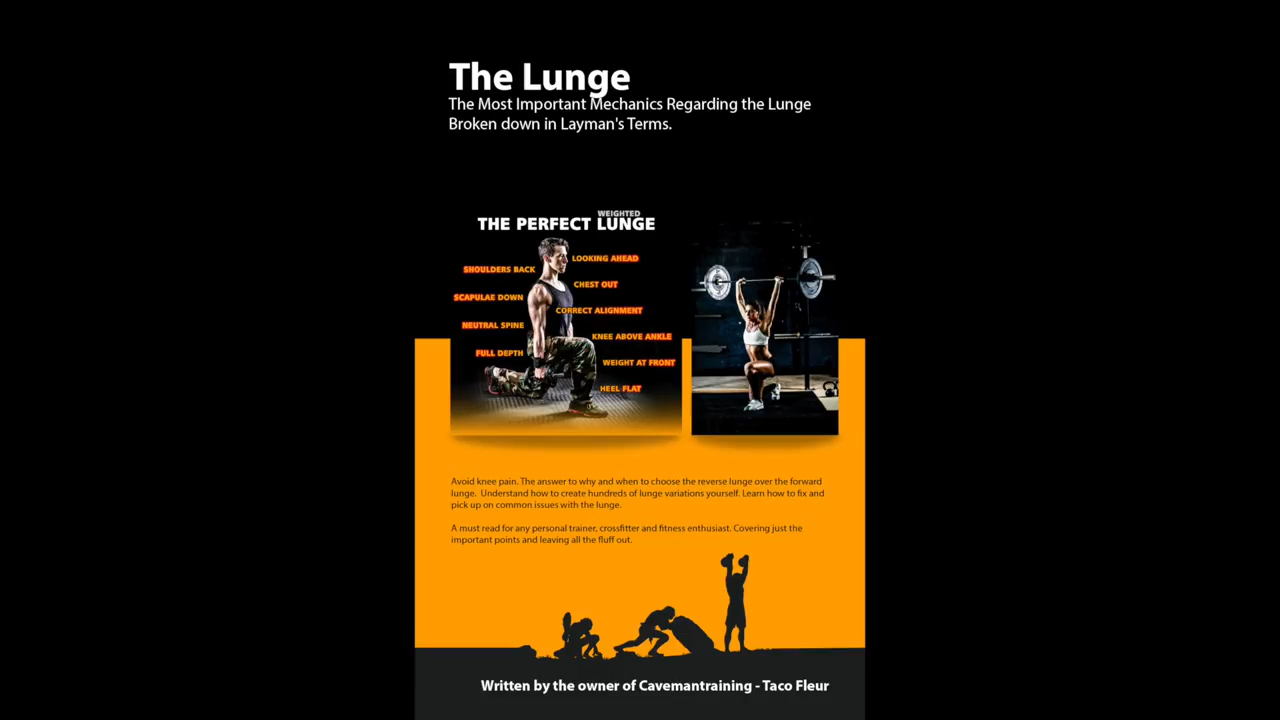 The Lunge
The Most Important Mechanics Regarding the Lunge
Broken down in Layman's Terms.
WEIGHTED
THE PERFECT LUNGE
LOOKING AHEAD
SHOULDERS BACK
CHEST OUT
SCAPULAE DOWN
CORRECT ALIGNMENT
NEUTRAL SPINE
KNEE ABOVE ANKLE
FULL DEPTH
WEIGHT AT FRONT
HEEL FLAT
Avoid knee pain. The answer to why and when to choose the reverse lunge over the forward
lunge.  Understand how to create hundreds of lunge variations yourself. Learn how to fix and
pick up on common issues with the lunge.
A must read for any personal trainer, crossfitter and fitness enthusiast. Covering just the
important points and leaving all the fluff out.
Written by the owner of Cavemantraining - Taco Fleur